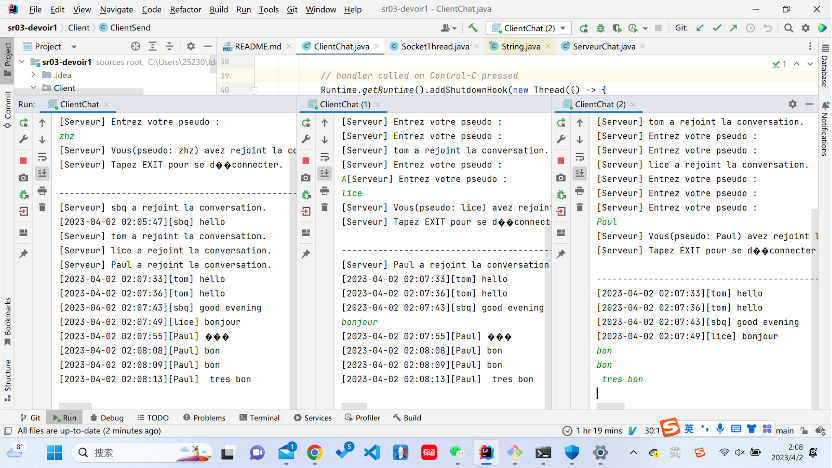 File Edit View Navigate Code Refactor Build Run Tools Git Window Help sr03-devoir1 - ClientChat.java
sr03-devoir1 Client ClientSend ClientChat (2) Git:
Project README.md ClientChat.java SocketThread.java String.java ServeurChat.java
sr03-devoir1 sources root, C:\Users\25230\Ide
.idea
Client
38
39 // handler called on Control-C pressed
40 Runtime.getRuntime().addShutdownHook(new Thread(() -> {
1
Project
Commit
Bookmarks
Structure
Database
Notifications
Run: ClientChat
[Serveur] Entrez votre pseudo :
zhz
[Serveur] Vous(pseudo: zhz) avez rejoint la co
[Serveur] Tapez EXIT pour se d��connecter.
[Serveur] sbq a rejoint la conversation.
[2023-04-02 02:05:47][sbq] hello
[Serveur] tom a rejoint la conversation.
[Serveur] lice a rejoint la conversation.
[Serveur] Paul a rejoint la conversation.
[2023-04-02 02:07:33][tom] hello
[2023-04-02 02:07:36][tom] hello
[2023-04-02 02:07:43][sbq] good evening
[2023-04-02 02:07:49][lice] bonjour
[2023-04-02 02:07:55][Paul] ���
[2023-04-02 02:08:08][Paul] bon
[2023-04-02 02:08:09][Paul] bon
[2023-04-02 02:08:13][Paul]  tres bon
ClientChat (1)
[Serveur] Entrez votre pseudo :
[Serveur] Entrez votre pseudo :
[Serveur] tom a rejoint la conversation.
[Serveur] Entrez votre pseudo :
A[Serveur] Entrez votre pseudo :
lice
[Serveur] Vous(pseudo: lice) avez rejoint
[Serveur] Tapez EXIT pour se d��connect
[Serveur] Paul a rejoint la conversation
[2023-04-02 02:07:33][tom] hello
[2023-04-02 02:07:36][tom] hello
[2023-04-02 02:07:43][sbq] good evening
bonjour
[2023-04-02 02:07:55][Paul] ���
[2023-04-02 02:08:08][Paul] bon
[2023-04-02 02:08:09][Paul] bon
[2023-04-02 02:08:13][Paul]  tres bon
ClientChat (2)
[Serveur] tom a rejoint la conversation.
[Serveur] Entrez votre pseudo :
[Serveur] Entrez votre pseudo :
[Serveur] lice a rejoint la conversation.
[Serveur] Entrez votre pseudo :
[Serveur] Entrez votre pseudo :
[Serveur] Entrez votre pseudo :
Paul
[Serveur] Vous(pseudo: Paul) avez rejoint l
[Serveur] Tapez EXIT pour se d��connecter
[2023-04-02 02:07:33][tom] hello
[2023-04-02 02:07:36][tom] hello
[2023-04-02 02:07:43][sbq] good evening
[2023-04-02 02:07:49][lice] bonjour
bon
bon
tres bon
Git Run Debug TODO Problems Terminal Services Profiler Build
All files are up-to-date (2 minutes ago) 1 hr 19 mins 30:1 英 main
8° 搜索 1 5 2:08
2023/4/2